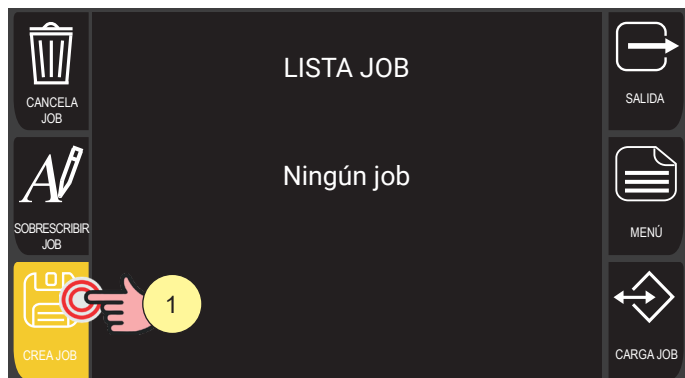 CANCELA
JOB
LISTA JOB
SALIDA
SOBRESCRIBIR
JOB
Ningún job
MENÚ
CREA JOB
1
CARGA JOB